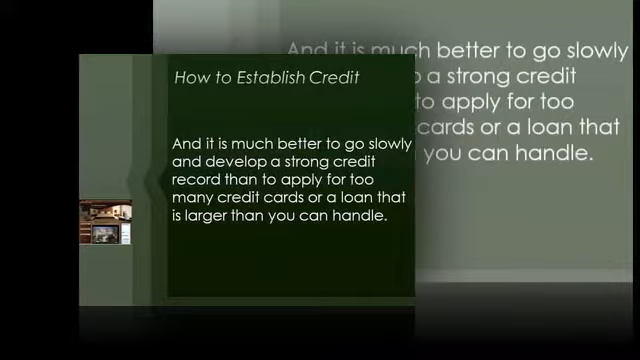 How to Establish Credit
And it is much better to go slowly
and develop a strong credit
record than to apply for too
many credit cards or a loan that
is larger than you can handle.
And it is much better to go slowly
a strong credit
to apply for too
cards or a loan that
you can handle.